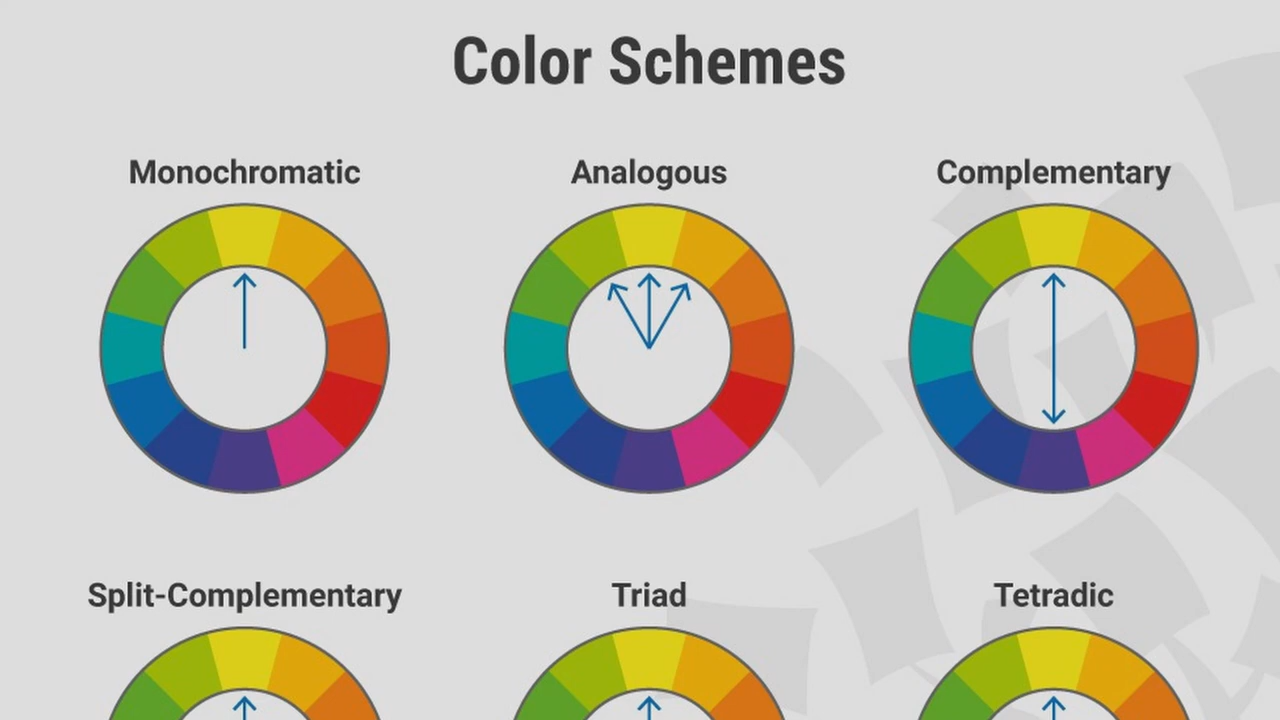 Color Schemes
Monochromatic
Analogous
Complementary
Split-Complementary
Triad
Tetradic